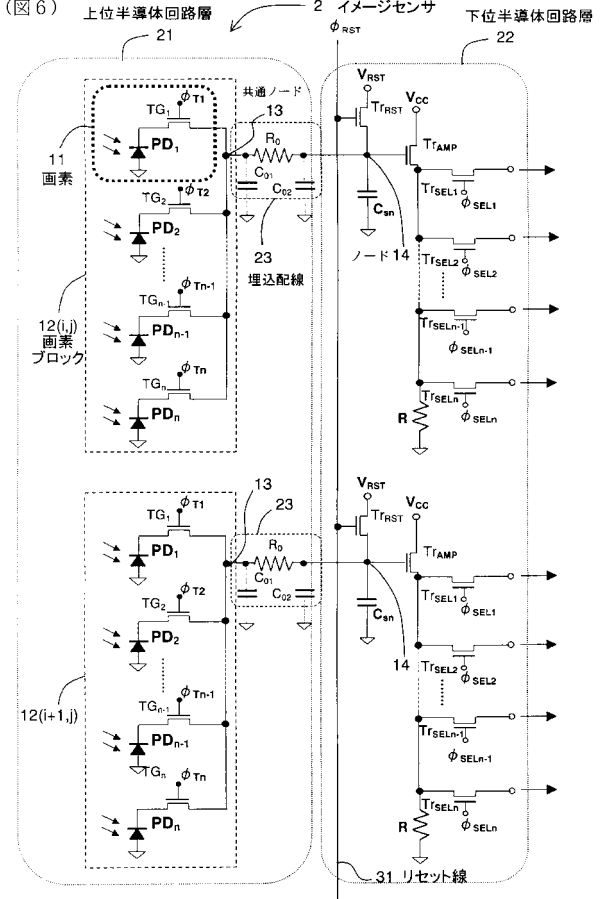 (図6)
上位半導体回路層
2 イメージセンサ
下位半導体回路層
21
φRST
22
VRST
VCC
TrRST
TrAMP
共通ノード
13
φT1
TG1
PD1
11
画素
R0
C01
C02
Csn
TrSEL1
φSEL1
φT2
TG2
PD2
23
埋込配線
ノード 14
TrSEL2
φSEL2
φTn-1
TGn-1
PDn-1
12(i,j)
画素
ブロック
TrSELn-1
φSELn-1
φTn
TGn
PDn
TrSELn
φSELn
R
VRST
VCC
TrRST
TrAMP
13
23
φT1
TG1
PD1
R0
C01
C02
Csn
TrSEL1
φSEL1
φT2
TG2
PD2
14
TrSEL2
φSEL2
φTn-1
TGn-1
PDn-1
12(i+1,j)
TrSELn-1
φSELn-1
TGn
φTn
PDn
TrSELn
φSELn
R
31 リセット線